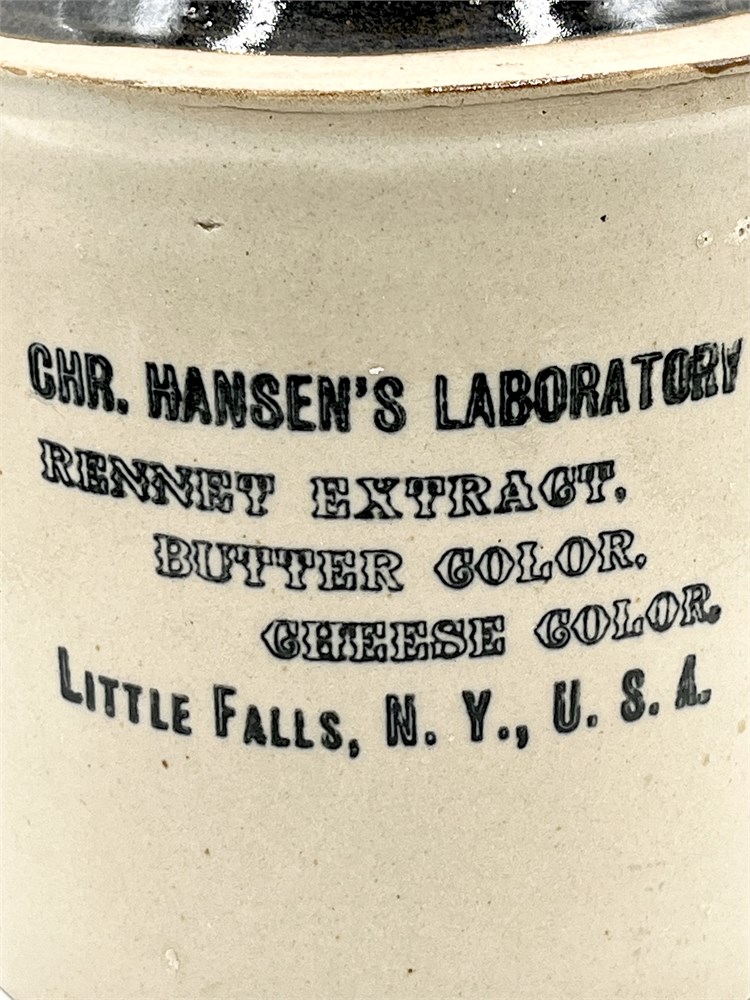 CHR. HANSEN'S LABORATORY
RENNET EXTRACT.
BUTTER COLOR.
CHEESE COLOR.
LITTLE FALLS, N. Y., U. S. A.